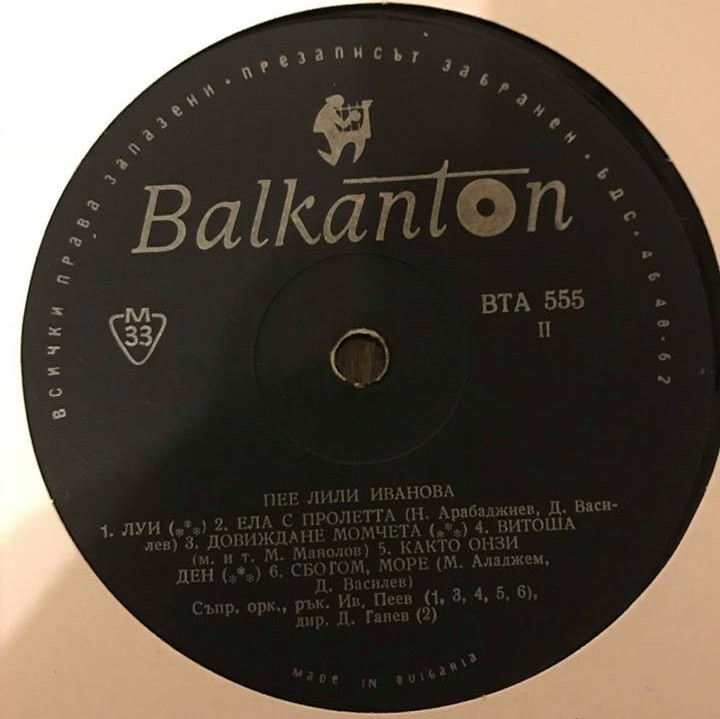 ВСИЧКИ ПРАВА ЗАПАЗЕНИ · ПРЕЗАПИСЪТ ЗАБРАНЕН · БДС · 4648-62
Balkanton
M
33
ВТА 555
II
ПЕЕ ЛИЛИ ИВАНОВА
1. ЛУИ (***) 2. ЕЛА С ПРОЛЕТТА (Н. Арабаджиев, Д. Васи-
лев) 3. ДОВИЖДАНЕ МОМЧЕТА (***) 4. ВИТОША
(м. и т. М. Манолов) 5. КАКТО ОНЗИ
ДЕН (***) 6. СБОГОМ, МОРЕ (М. Аладжем,
Д. Василев)
Съпр. орк., рък. Ив. Пеев (1, 3, 4, 5, 6),
дир. Д. Ганев (2)
MADE IN BULGARIA